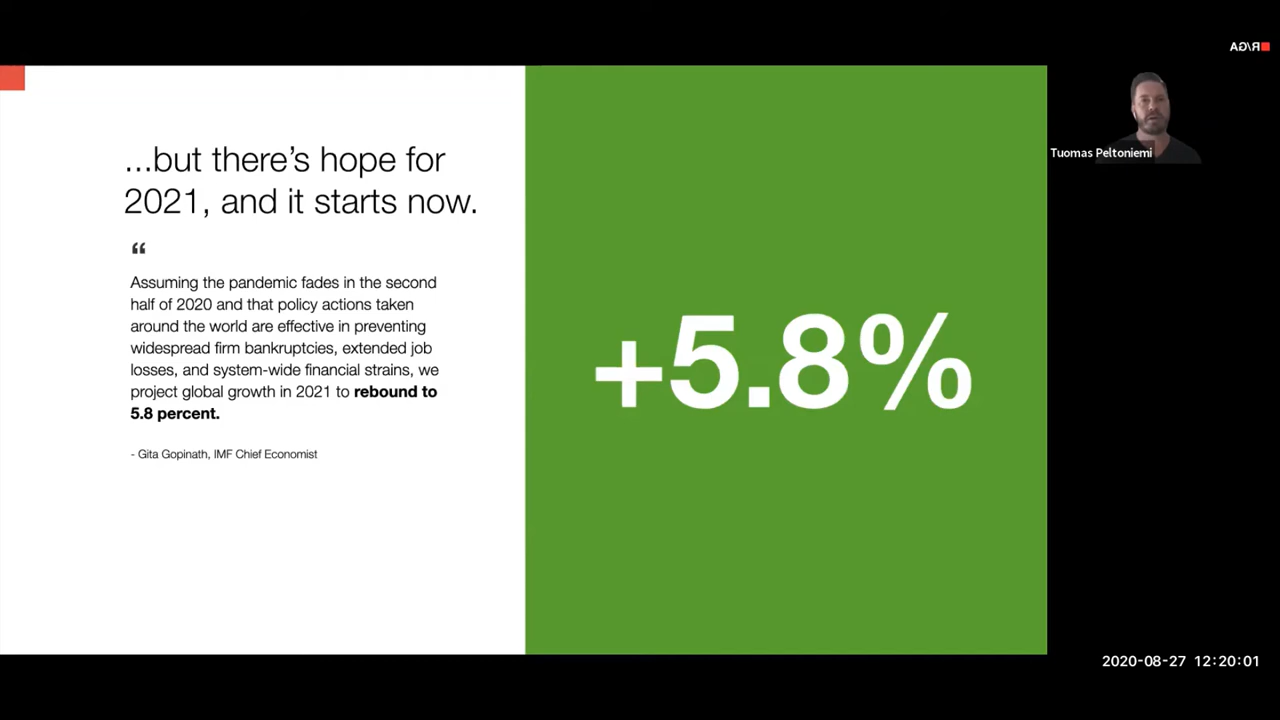 ...but there’s hope for
2021, and it starts now.
“
Assuming the pandemic fades in the second
half of 2020 and that policy actions taken
around the world are effective in preventing
widespread firm bankruptcies, extended job
losses, and system-wide financial strains, we
project global growth in 2021 to rebound to
5.8 percent.
- Gita Gopinath, IMF Chief Economist
+5.8%
R/GA
Tuomas Peltoniemi
2020-08-27 12:20:01